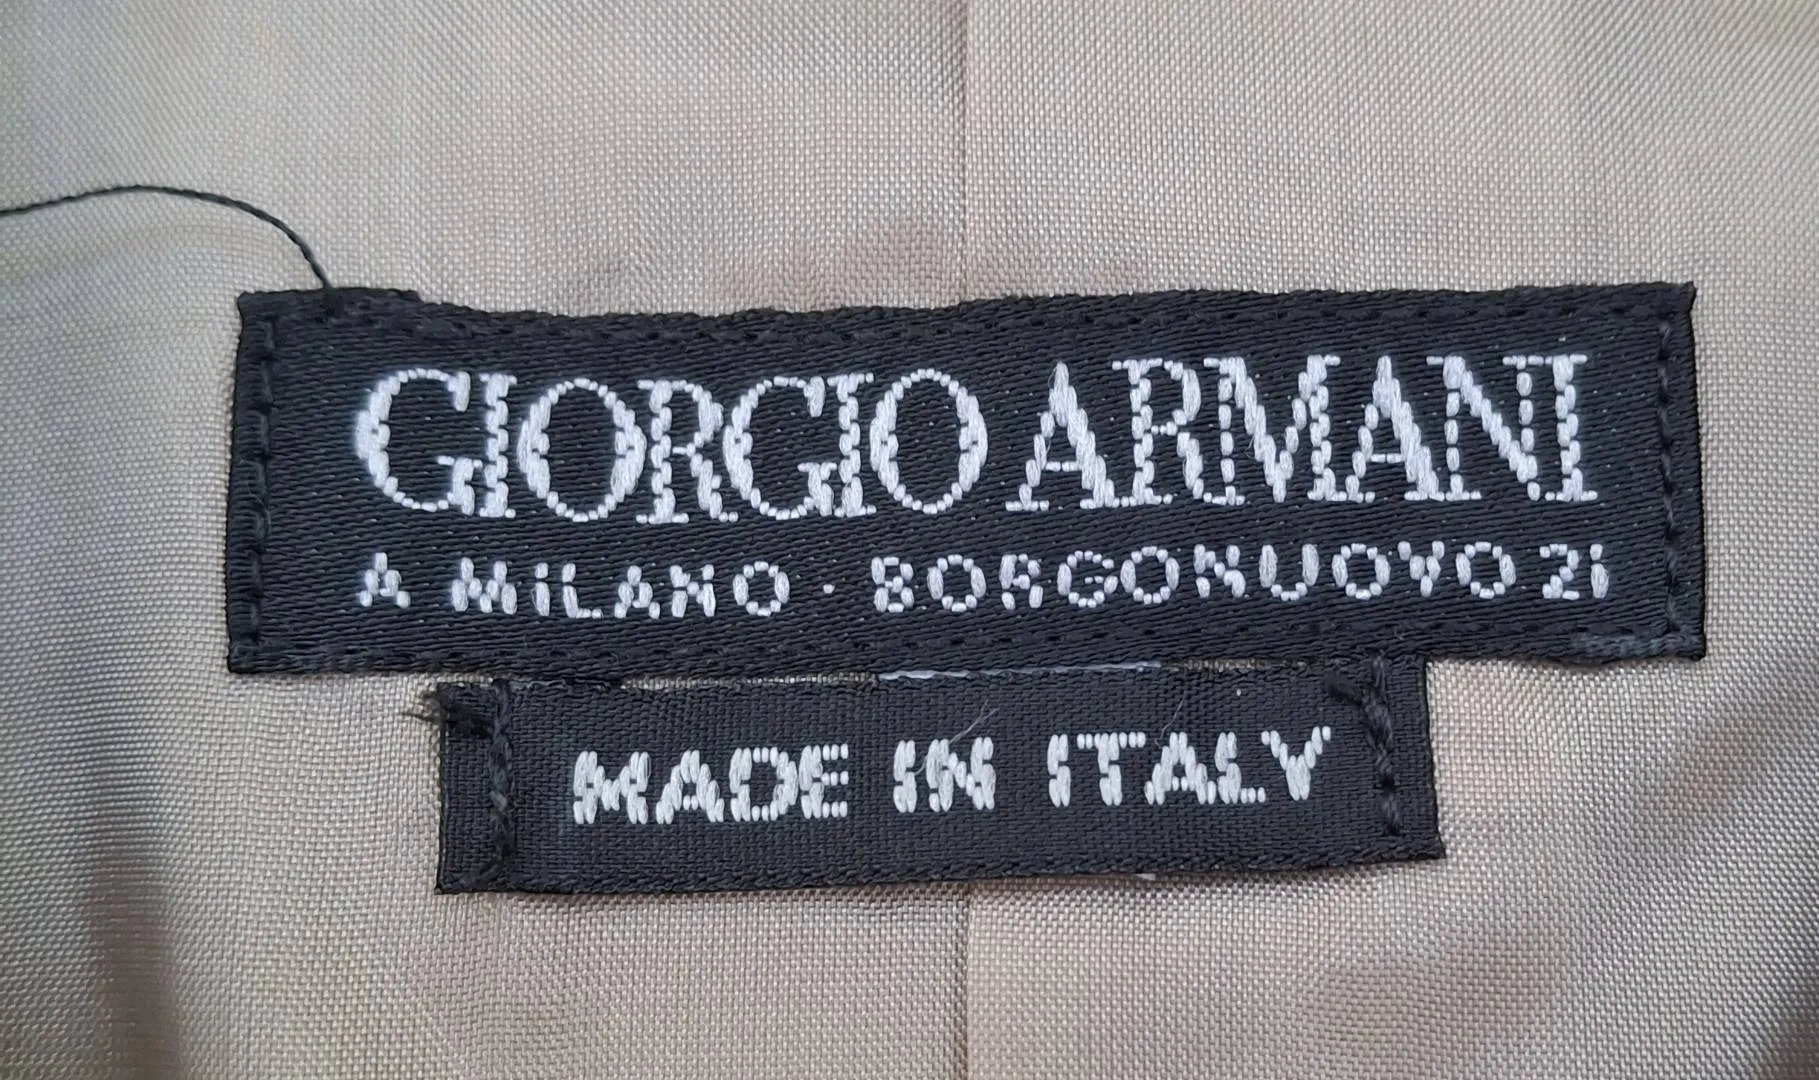 GIORGIO ARMANI
A MILANO · BORGONUOVO 21
MADE IN ITALY